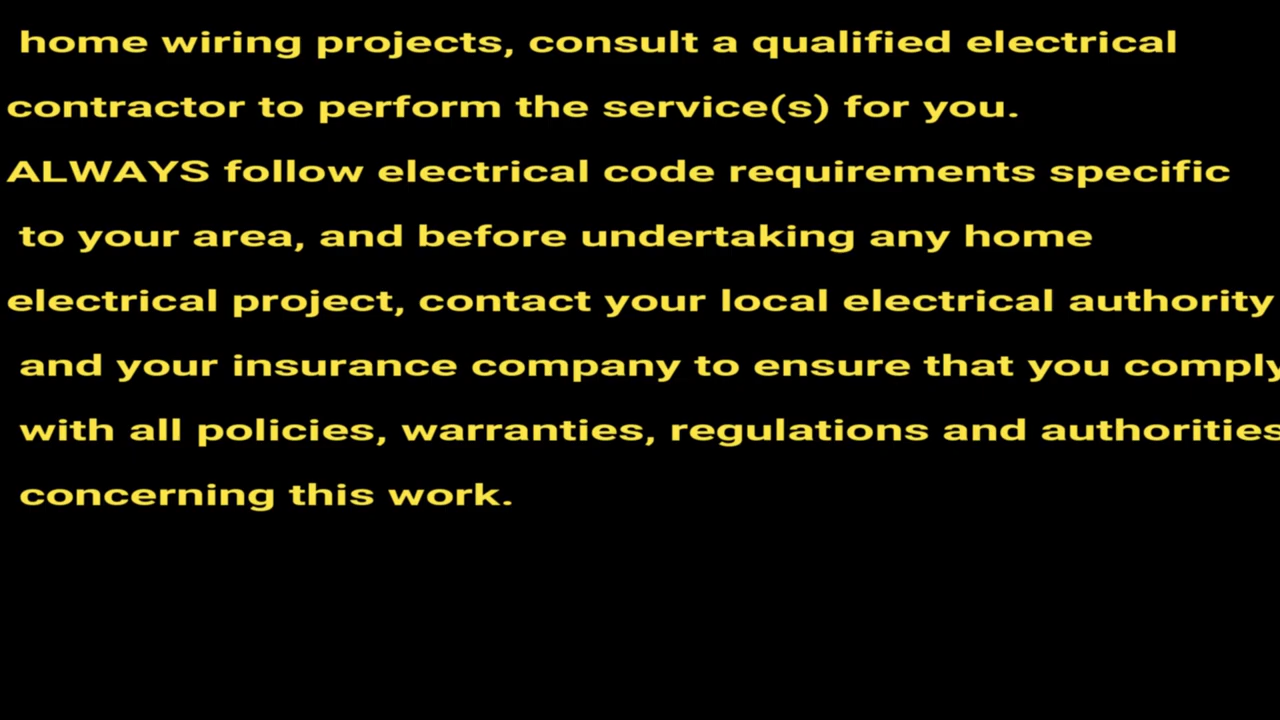 home wiring projects, consult a qualified electrical
contractor to perform the service(s) for you.
ALWAYS follow electrical code requirements specific
to your area, and before undertaking any home
electrical project, contact your local electrical authority
and your insurance company to ensure that you comply
with all policies, warranties, regulations and authorities
concerning this work.